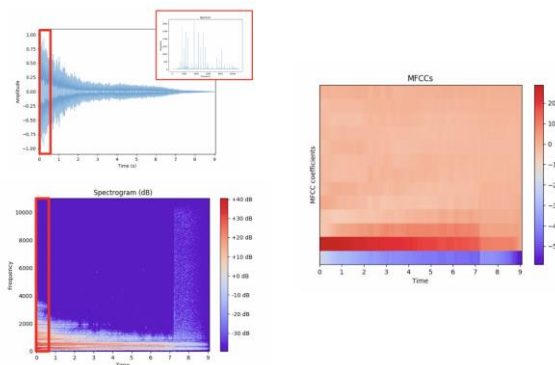 1.00
0.75
0.50
0.25
0.00
−0.25
−0.50
−0.75
−1.00
Amplitude
0 1 2 3 4 5 6 7 8 9
Time (s)
Spectrogram (dB)
10000
8000
6000
4000
2000
0
Frequency
0 1 2 3 4 5 6 7 8 9
Time
+40 dB
+30 dB
+20 dB
+10 dB
+0 dB
-10 dB
-20 dB
-30 dB
MFCCs
MFCC coefficients
0 1 2 3 4 5 6 7 8 9
Time
20
10
0